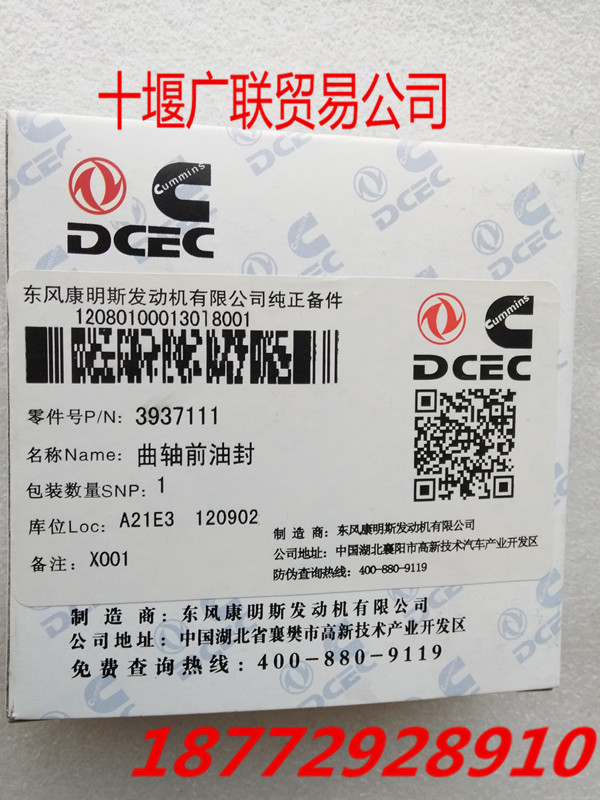 十堰广联贸易公司
Cummins
DCEC
东风康明斯发动机有限公司纯正备件
12080100013018001
零件号P/N: 3937111
名称Name: 曲轴前油封
包装数量SNP: 1
库位Loc: A21E3 120902
备注: X001
Cummins
DCEC
制 造 商: 东风康明斯发动机有限公司
公司地址: 中国湖北襄阳市高新技术汽车产业开发区
防伪查询热线: 400-880-9119
制 造 商: 东风康明斯发动机有限公司
公司地址: 中国湖北省襄樊市高新技术产业开发区
免费查询热线: 400-880-9119
18772928910